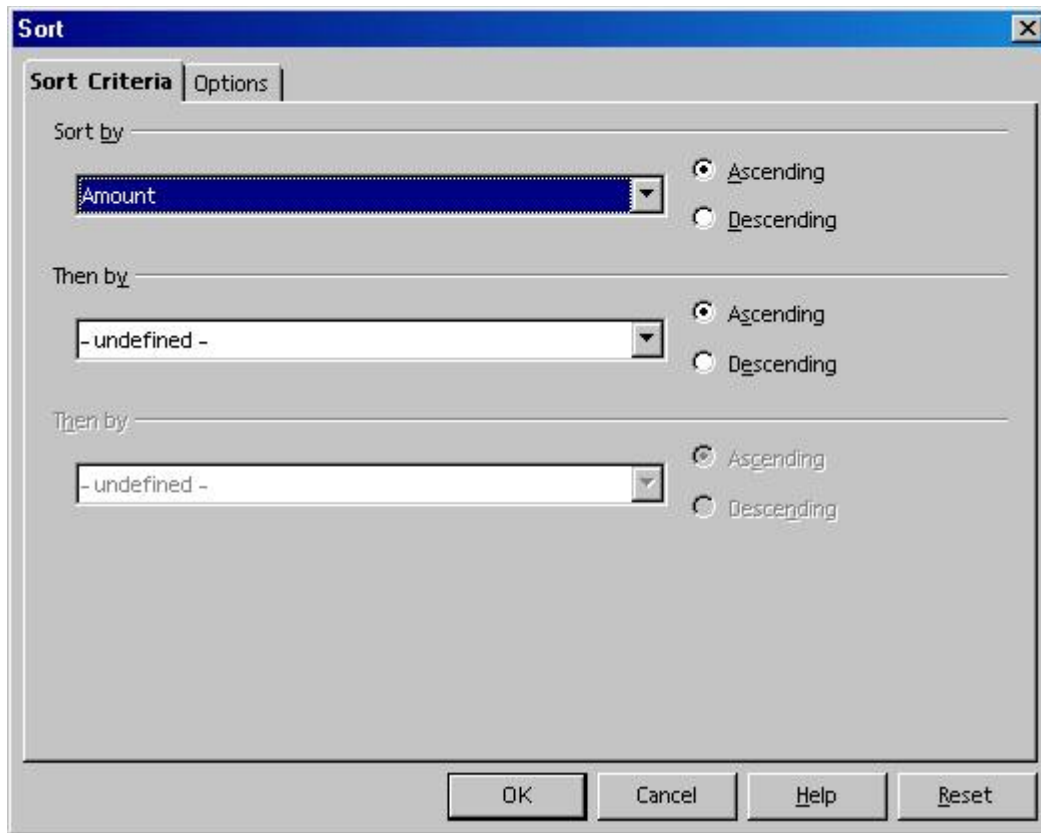 Sort
Sort Criteria Options
Sort by
Amount
Ascending
Descending
Then by
- undefined -
Ascending
Descending
Then by
- undefined -
Ascending
Descending
OK Cancel Help Reset